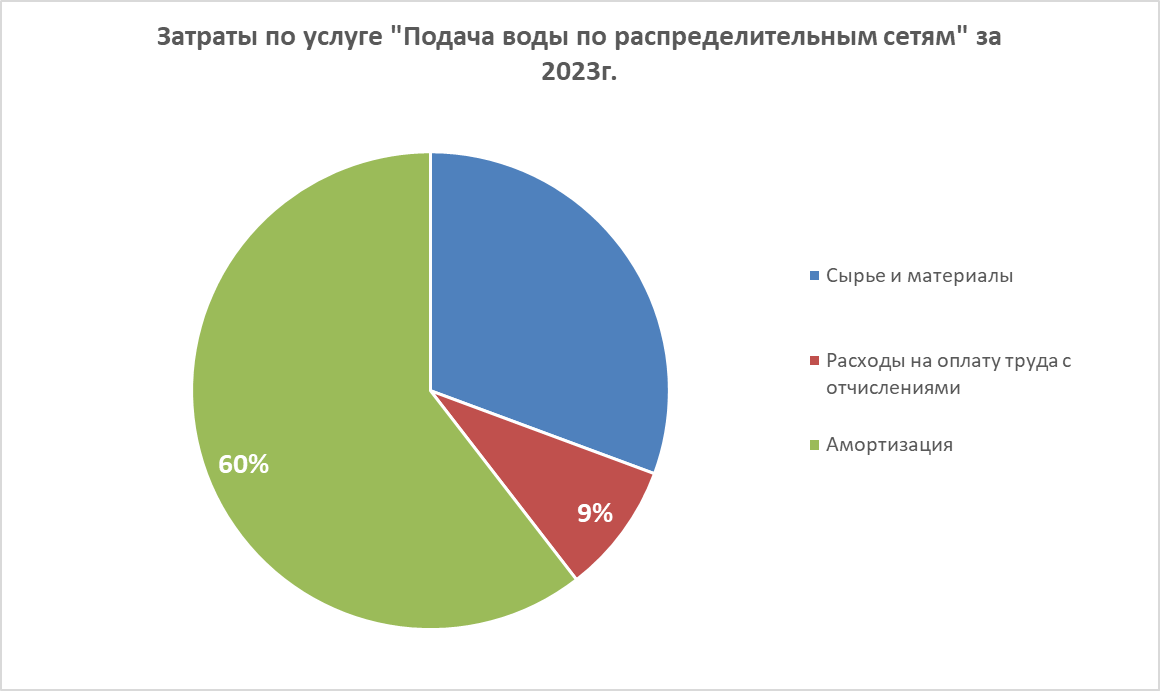 Затраты по услуге "Подача воды по распределительным сетям" за
2023г.
Сырье и материалы
Расходы на оплату труда с
отчислениями
Амортизация
60%
9%